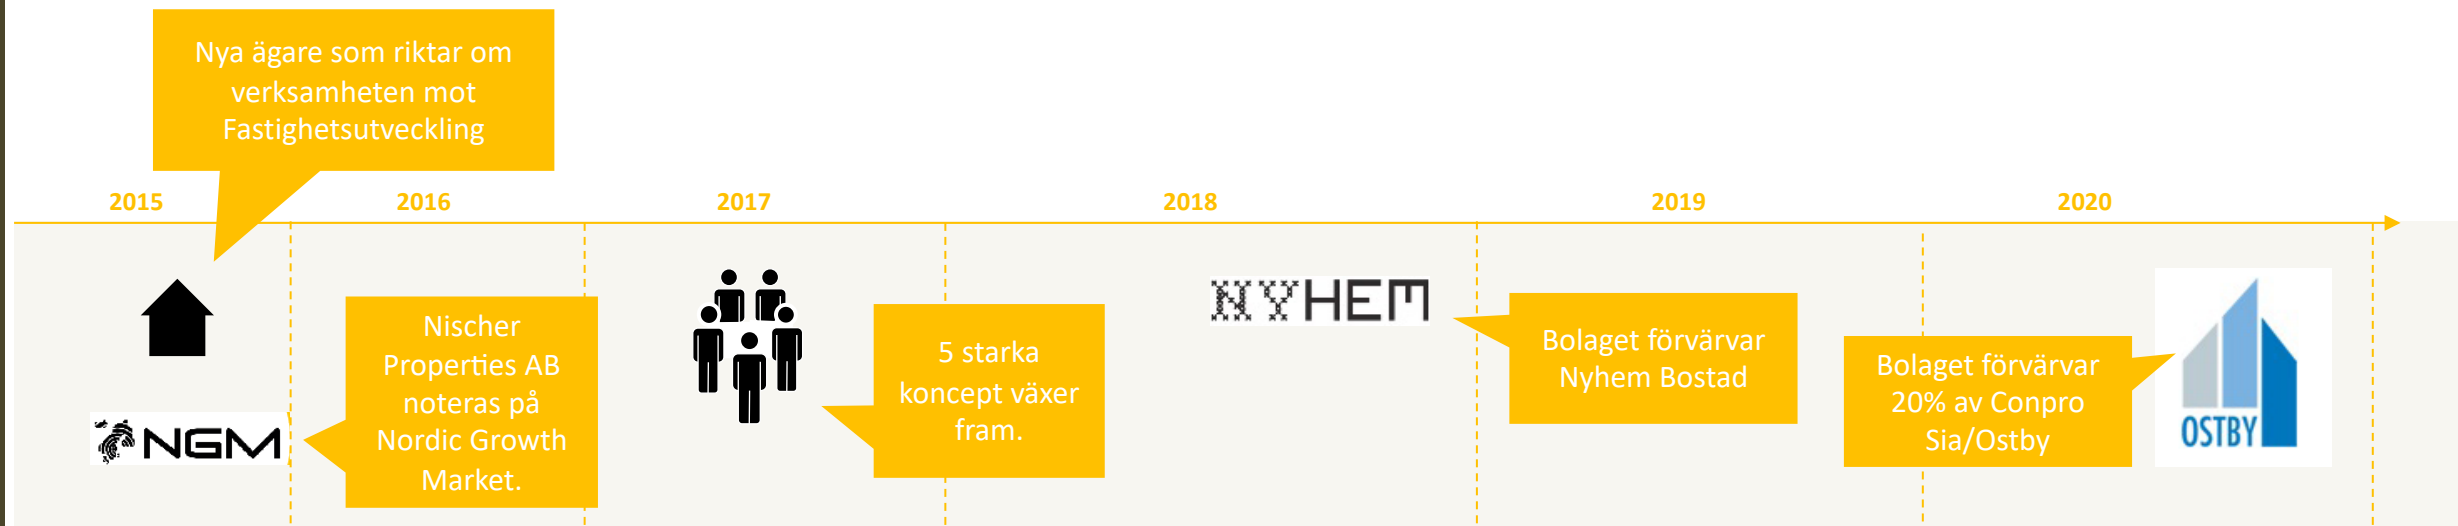 Nya ägare som riktar om
verksamheten mot
Fastighetsutveckling
2015
2016
2017
2018
2019
2020
NGM
Nischer
Properties AB
noteras på
Nordic Growth
Market.
5 starka
koncept växer
fram.
NYHEM
Bolaget förvärvar
Nyhem Bostad
Bolaget förvärvar
20% av Conpro
Sia/Ostby
OSTBY